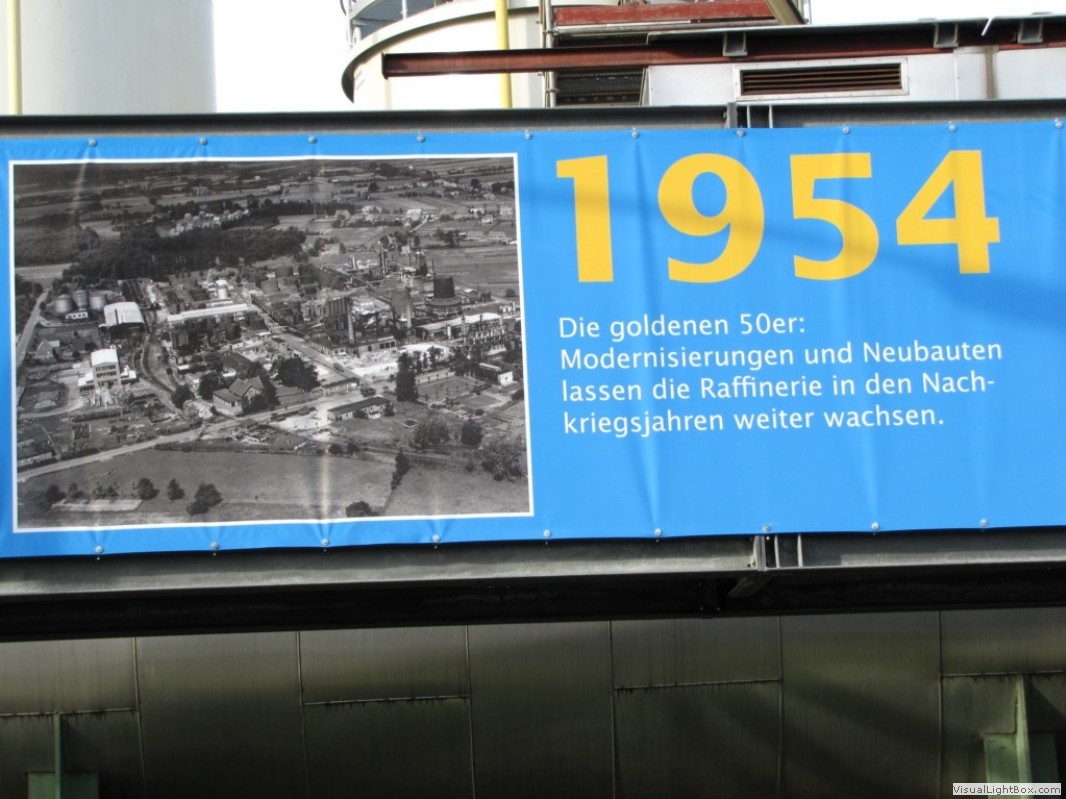 1954
Die goldenen 50er:
Modernisierungen und Neubauten
lassen die Raffinerie in den Nach-
kriegsjahren weiter wachsen.
VisualLightBox.com